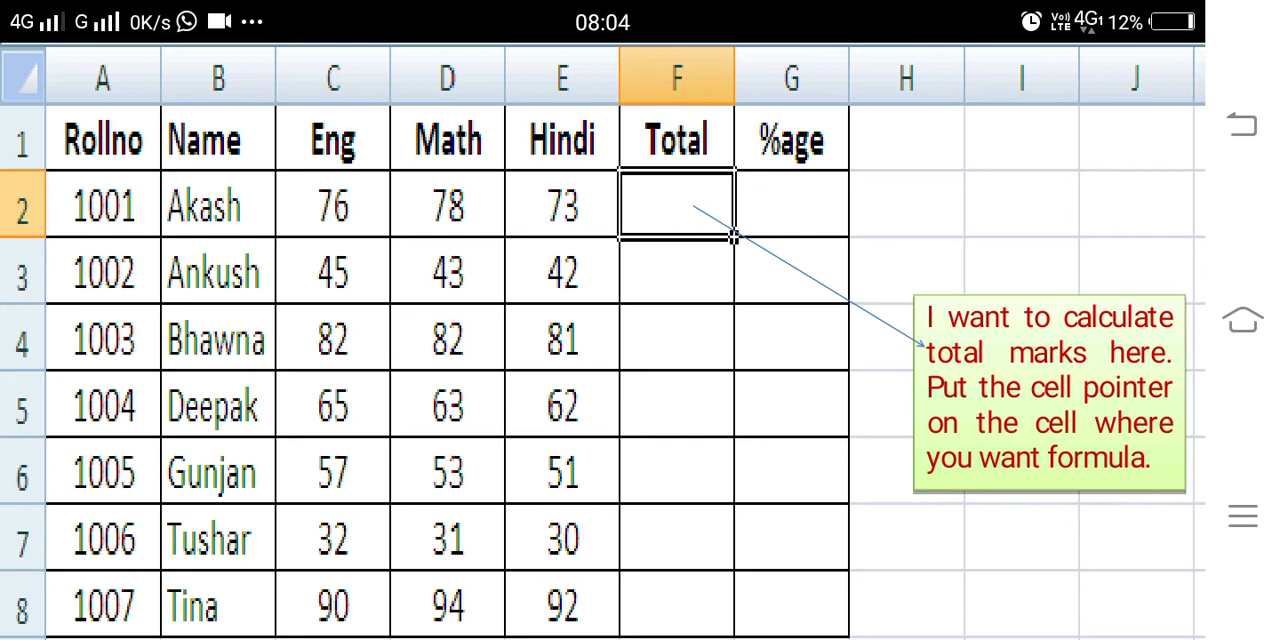 4G G 0K/s ••• 08:04 Vo)) LTE 4G1 12%
A B C D E F G H I J
1 Rollno Name Eng Math Hindi Total %age
2 1001 Akash 76 78 73
3 1002 Ankush 45 43 42
4 1003 Bhawna 82 82 81
5 1004 Deepak 65 63 62
6 1005 Gunjan 57 53 51
7 1006 Tushar 32 31 30
8 1007 Tina 90 94 92
I want to calculate
total marks here.
Put the cell pointer
on the cell where
you want formula.